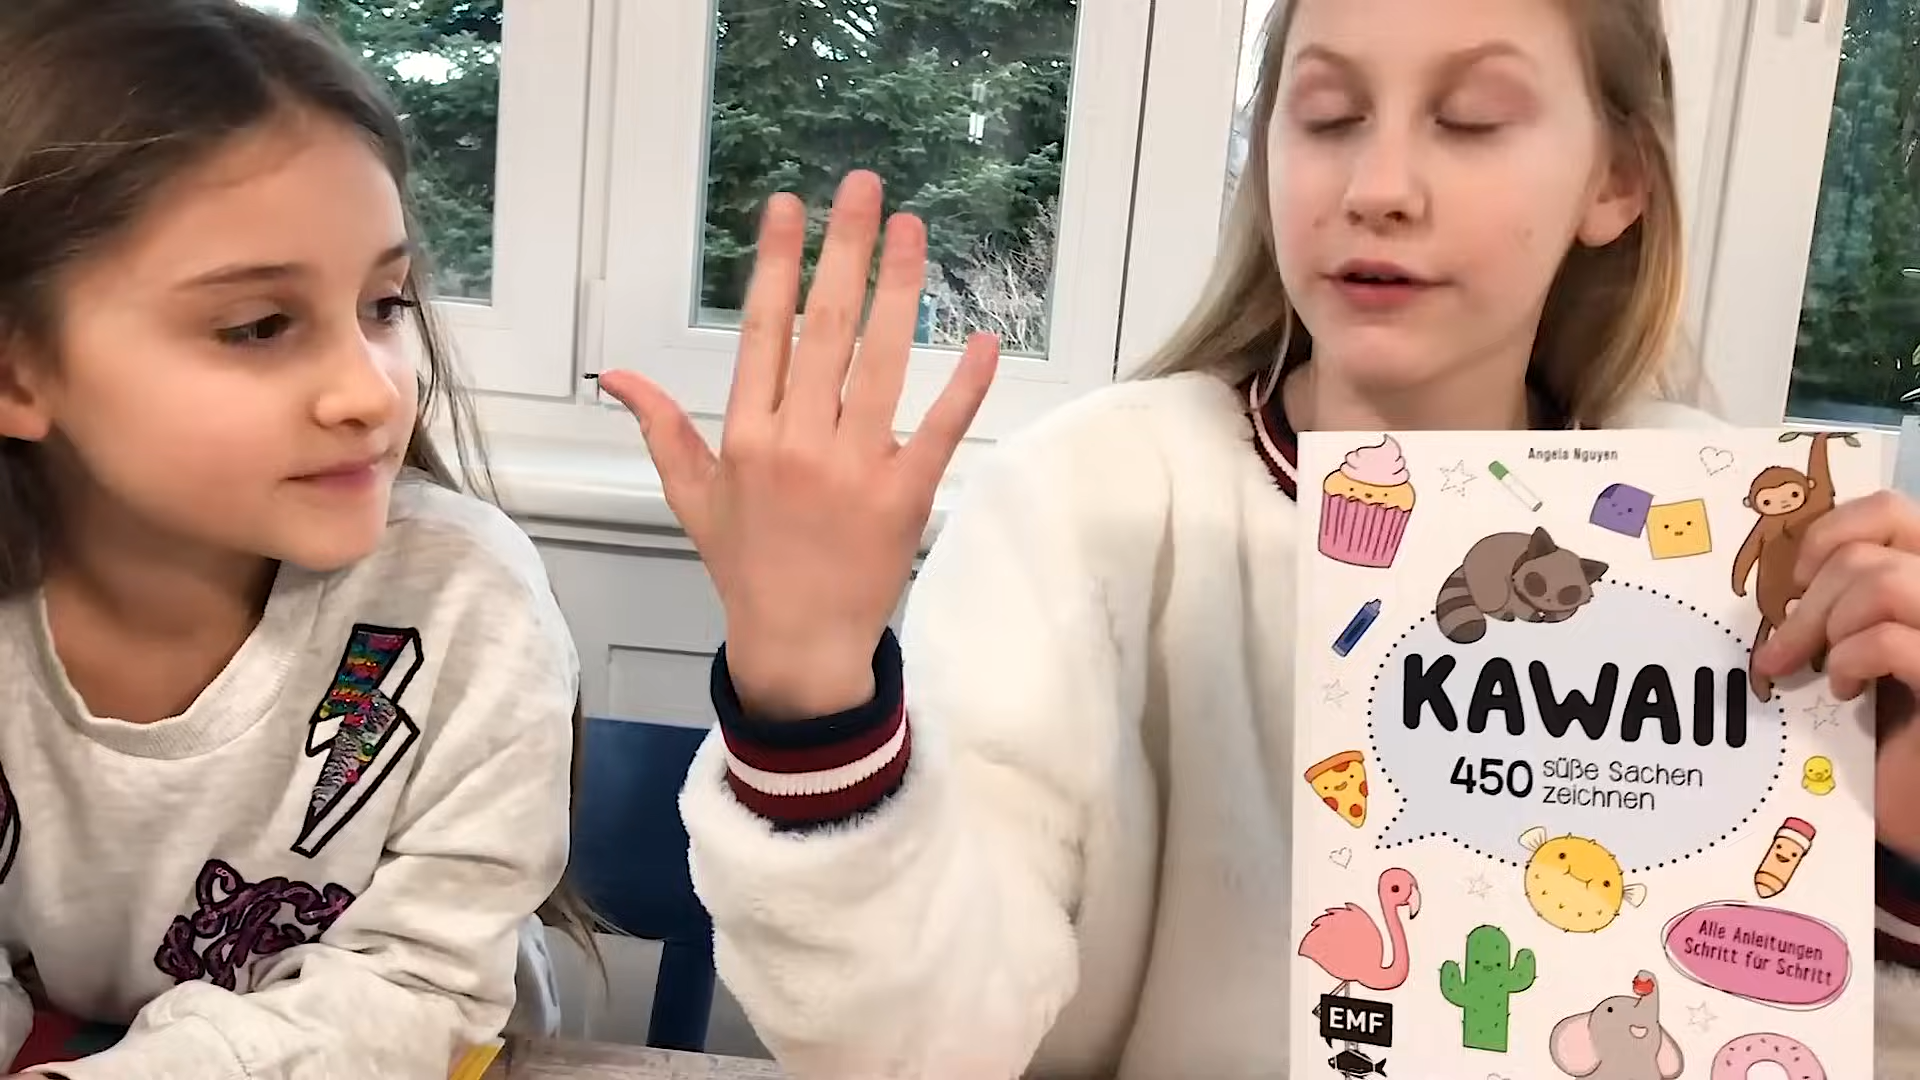 Angela Nguyen
KAWAII
450 süße Sachen
zeichnen
Alle Anleitungen
Schritt für Schritt
EMF